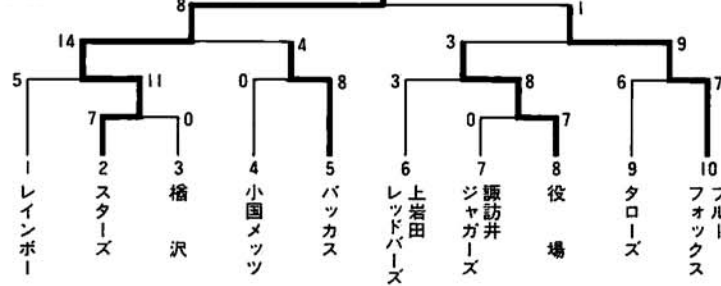 8 1
14 4 3 9
5 11 0 8 3 8 6 7
7 0 0 7
1 2 3 4 5 6 7 8 9 10
レインボー
スターズ
楢沢
小国メッツ
バッカス
上岩田
レッドバーズ
諏訪井
ジャガーズ
役場
タローズ
フォックス